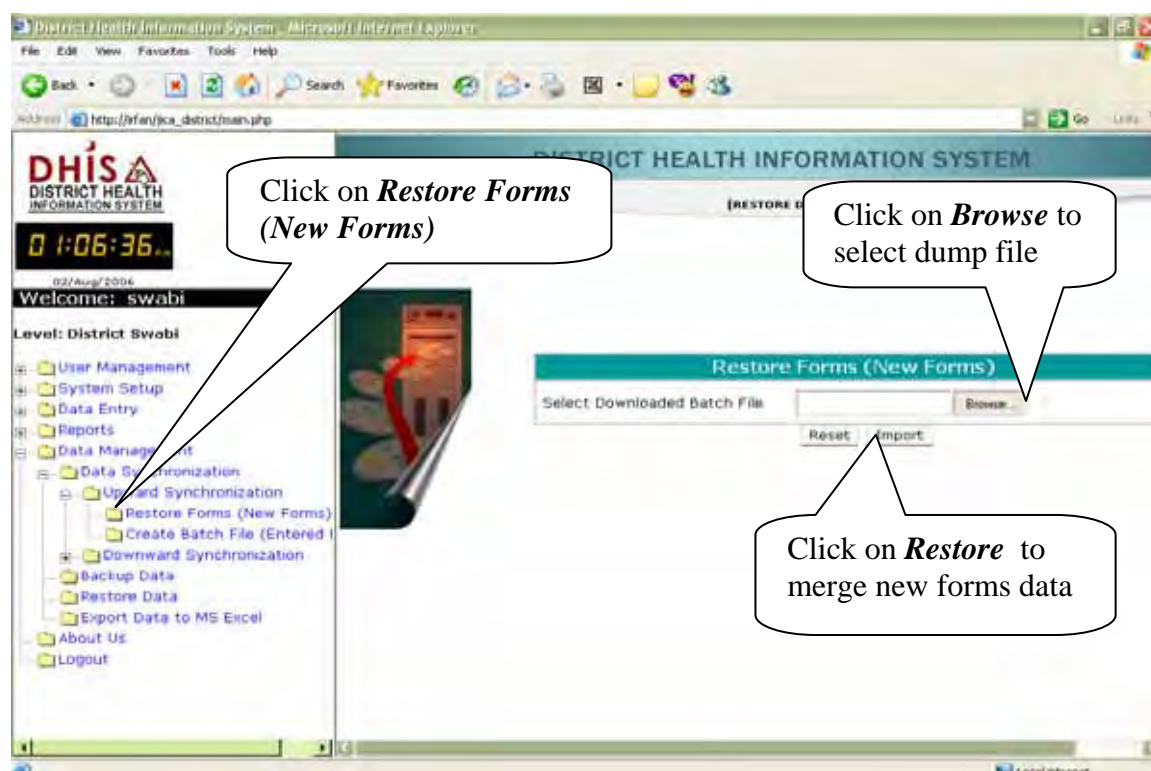 District Health Information System - Microsoft Internet Explorer
File Edit View Favorites Tools Help
Back Search Favorites
Address http://irfan/jica_district/main.php Go Links
DHIS
DISTRICT HEALTH
INFORMATION SYSTEM
DISTRICT HEALTH INFORMATION SYSTEM
[RESTORE D
01:06:36
02/Aug/2006
Welcome: swabi
Level: District Swabi
User Management
System Setup
Data Entry
Reports
Data Management
Data Synchronization
Upward Synchronization
Restore Forms (New Forms)
Create Batch File (Entered
Downward Synchronization
Backup Data
Restore Data
Export Data to MS Excel
About Us
Logout
Click on Restore Forms
(New Forms)
Click on Browse to
select dump file
Restore Forms (New Forms)
Select Downloaded Batch File Browse...
Reset Import
Click on Restore to
merge new forms data
Local intranet